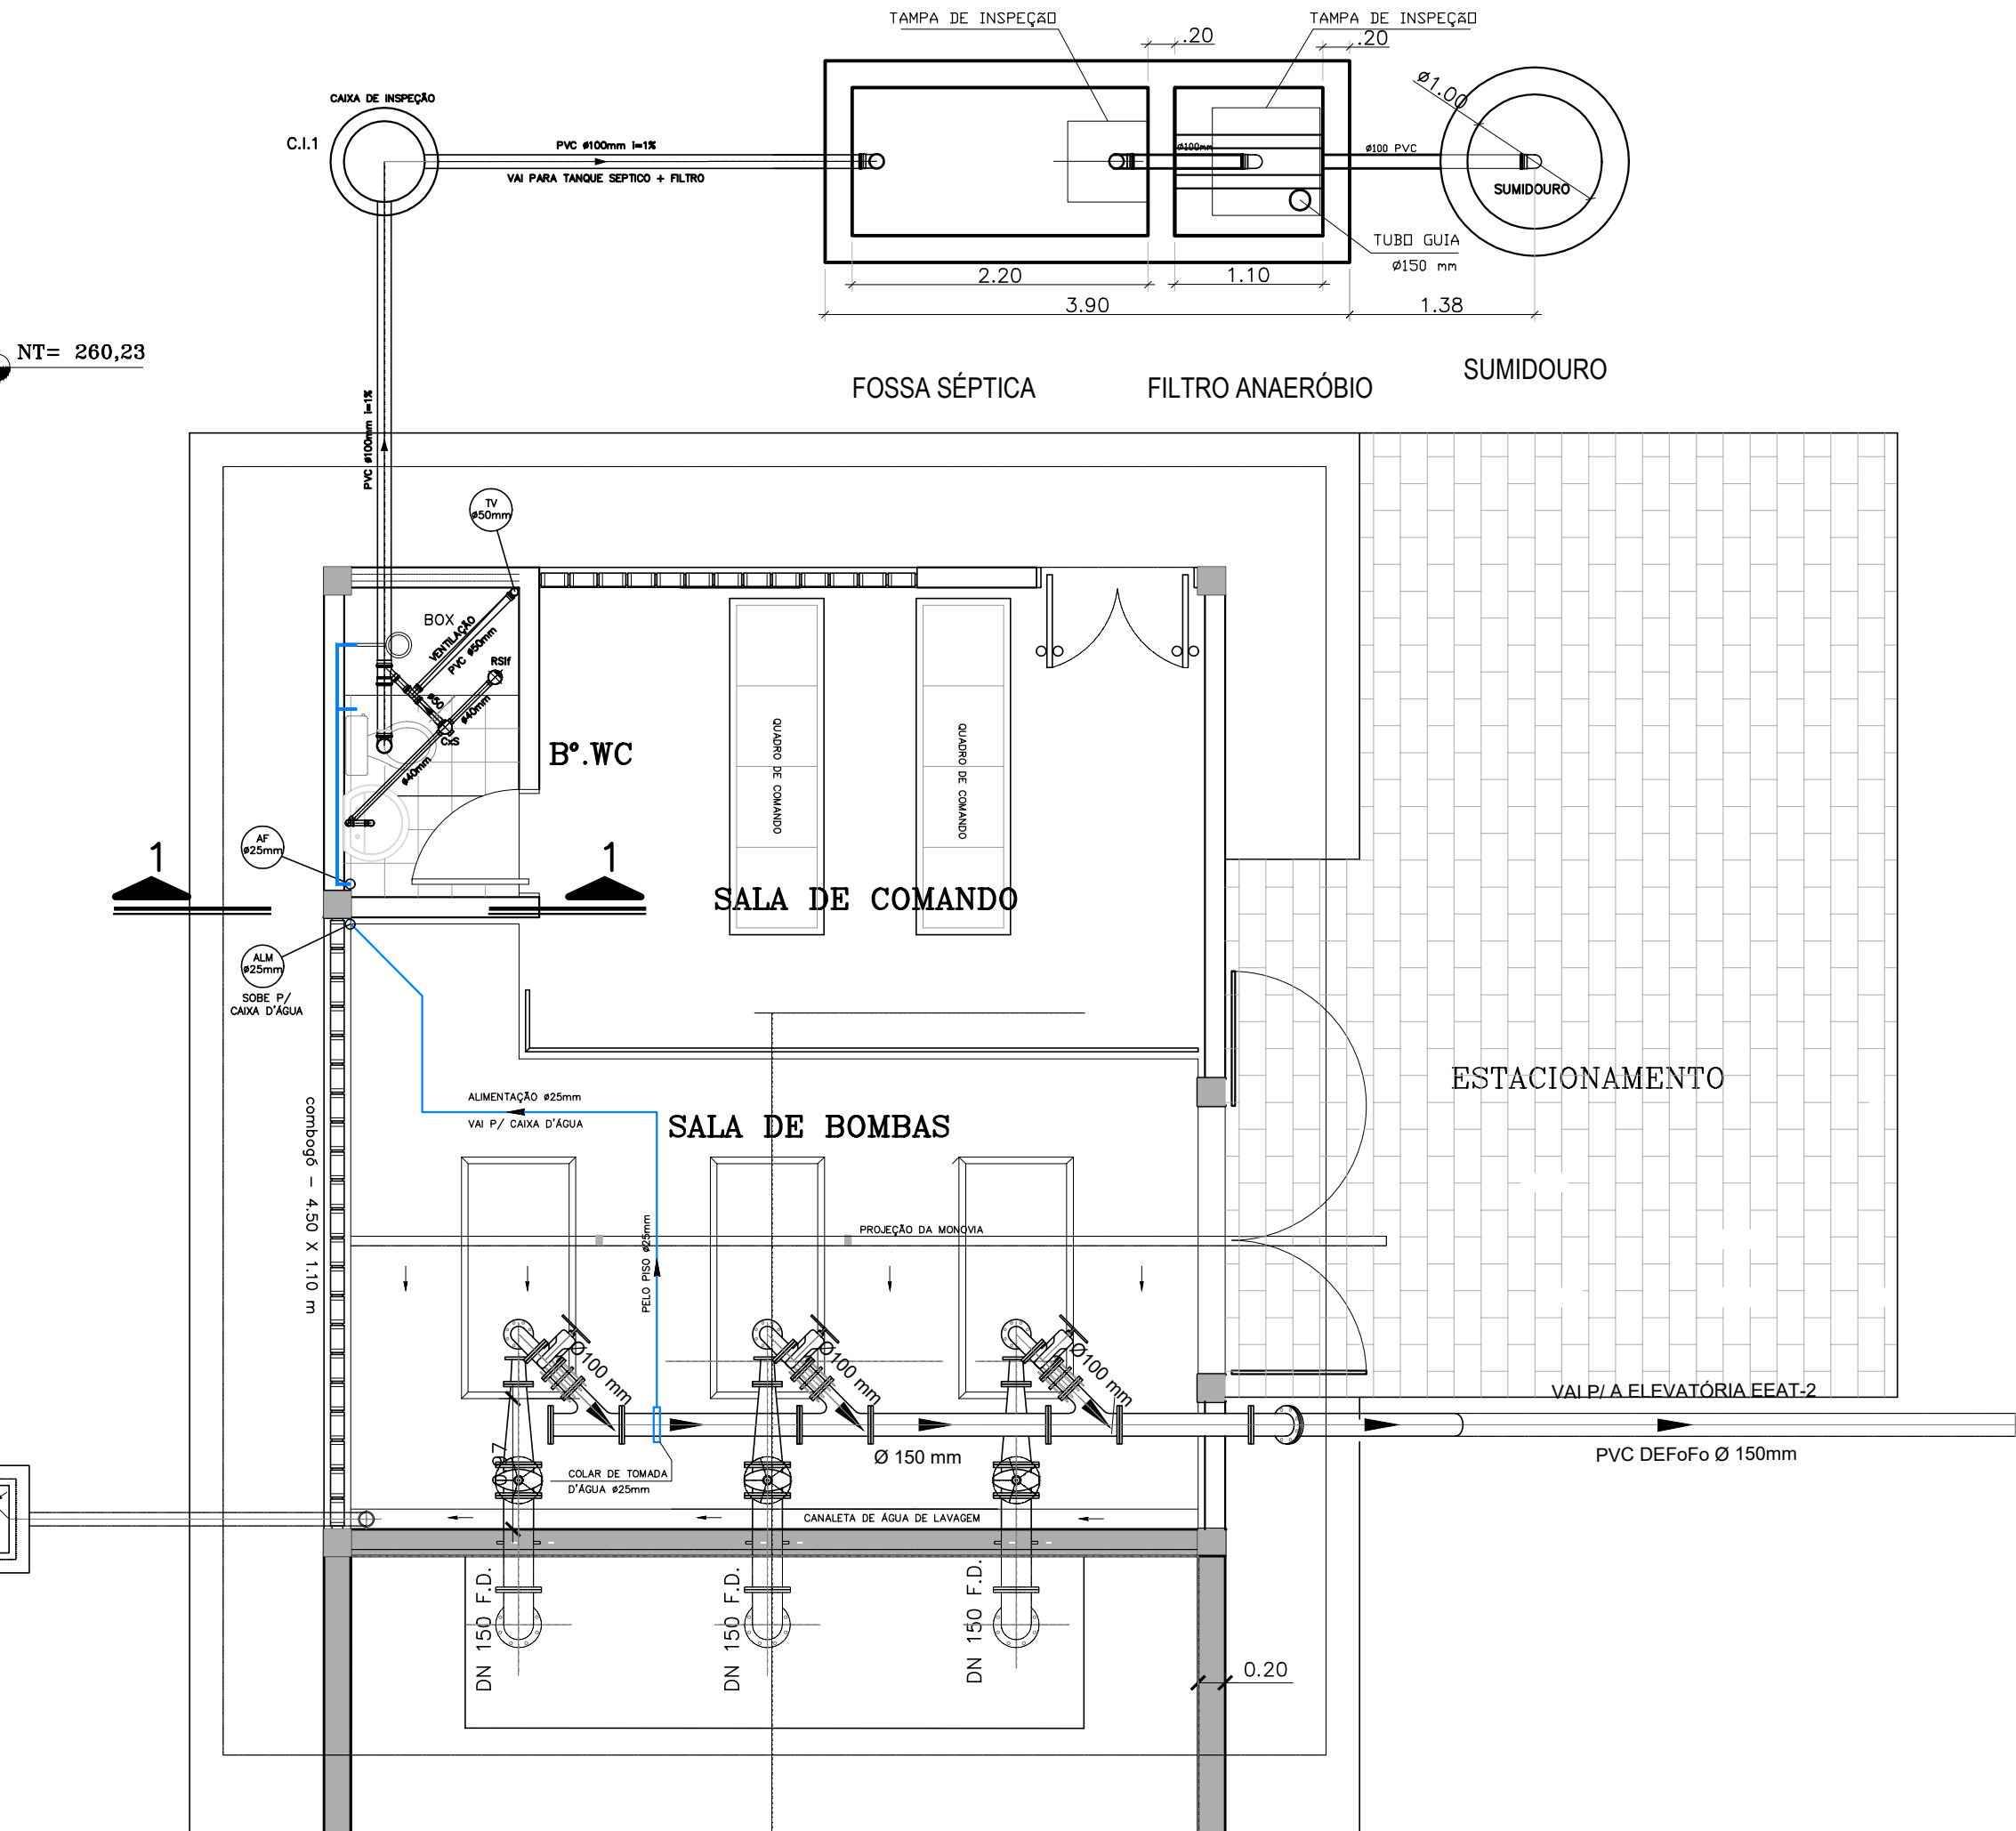 TAMPA DE INSPEÇÃO
TAMPA DE INSPEÇÃO
.20
.20
CAIXA DE INSPEÇÃO
C.I.1
PVC ø100mm i=1%
VAI PARA TANQUE SEPTICO + FILTRO
ø100mm
ø100 PVC
ø1.00
SUMIDOURO
TUBO GUIA
ø150 mm
2.20
1.10
3.90
1.38
NT= 260,23
FOSSA SÉPTICA
FILTRO ANAERÓBIO
SUMIDOURO
PVC ø100mm i=1%
TV
ø50mm
BOX
VENTILAÇÃO
PVC ø50mm
RSif
ø50
ø40mm
CxS
ø40mm
Bº.WC
QUADRO DE COMANDO
QUADRO DE COMANDO
AF
ø25mm
1
1
SALA DE COMANDO
ALM
ø25mm
SOBE P/
CAIXA D'ÁGUA
ESTACIONAMENTO
ALIMENTAÇÃO ø25mm
VAI P/ CAIXA D'ÁGUA
SALA DE BOMBAS
combogó - 4.50 X 1.10 m
PELO PISO ø25mm
PROJEÇÃO DA MONOVIA
Ø100 mm
Ø100 mm
Ø100 mm
VAI P/ A ELEVATÓRIA EEAT-2
Ø 150 mm
PVC DEFoFo Ø 150mm
COLAR DE TOMADA
D'ÁGUA ø25mm
CANALETA DE ÁGUA DE LAVAGEM
DN 150 F.D.
DN 150 F.D.
DN 150 F.D.
0.20